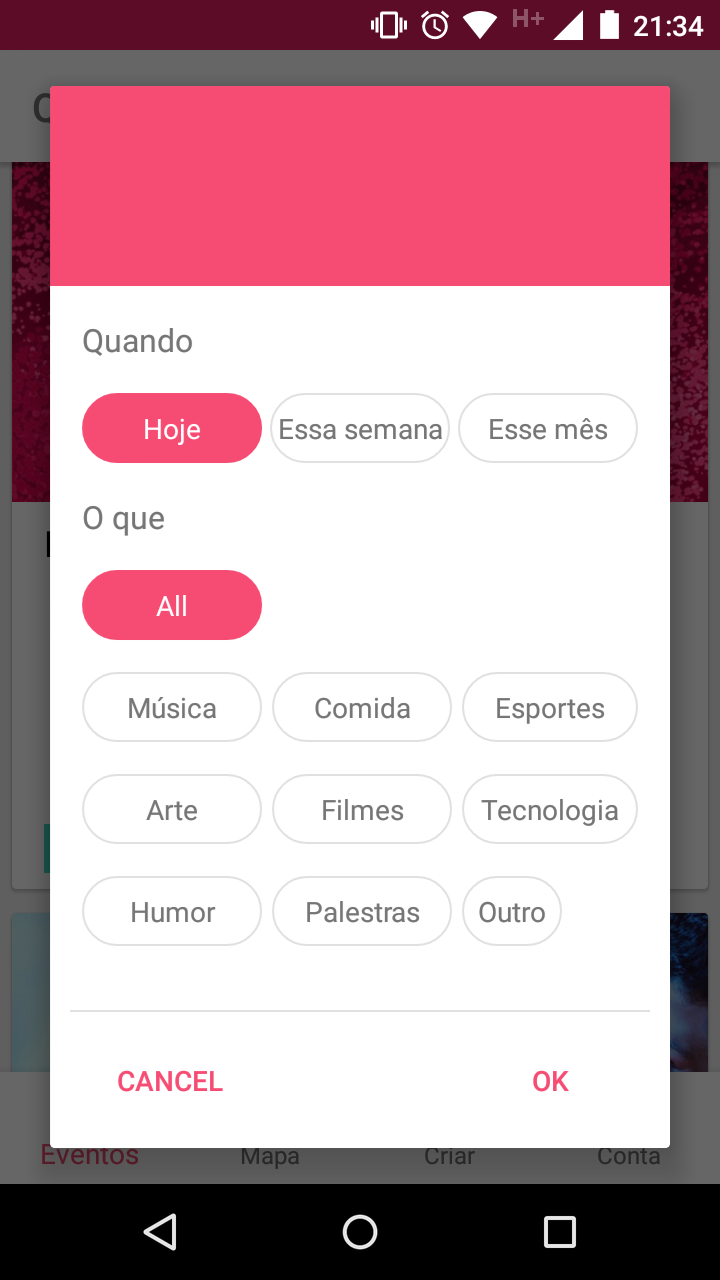 H+ 21:34
Quando
Hoje Essa semana Esse mês
O que
All
Música Comida Esportes
Arte Filmes Tecnologia
Humor Palestras Outro
CANCEL OK
Eventos Mapa Criar Conta